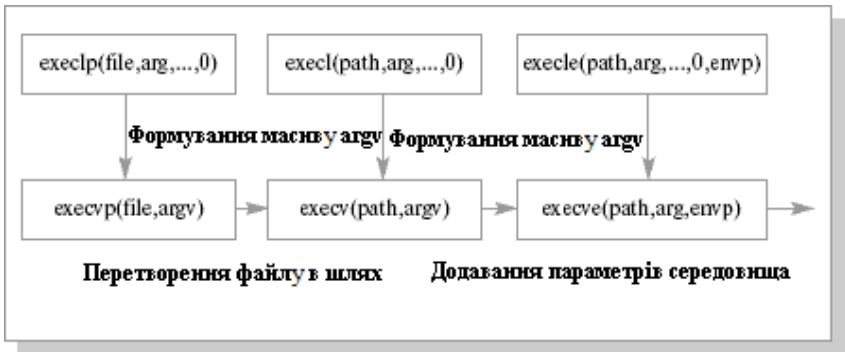 execlp(file,arg,...,0) execl(path,arg,...,0) execle(path,arg,...,0,envp)
Формування масиву argv Формування масиву argv
execvp(file,argv) execv(path,argv) execve(path,arg,envp)
Перетворення файлу в шлях Додавання параметрів середовища